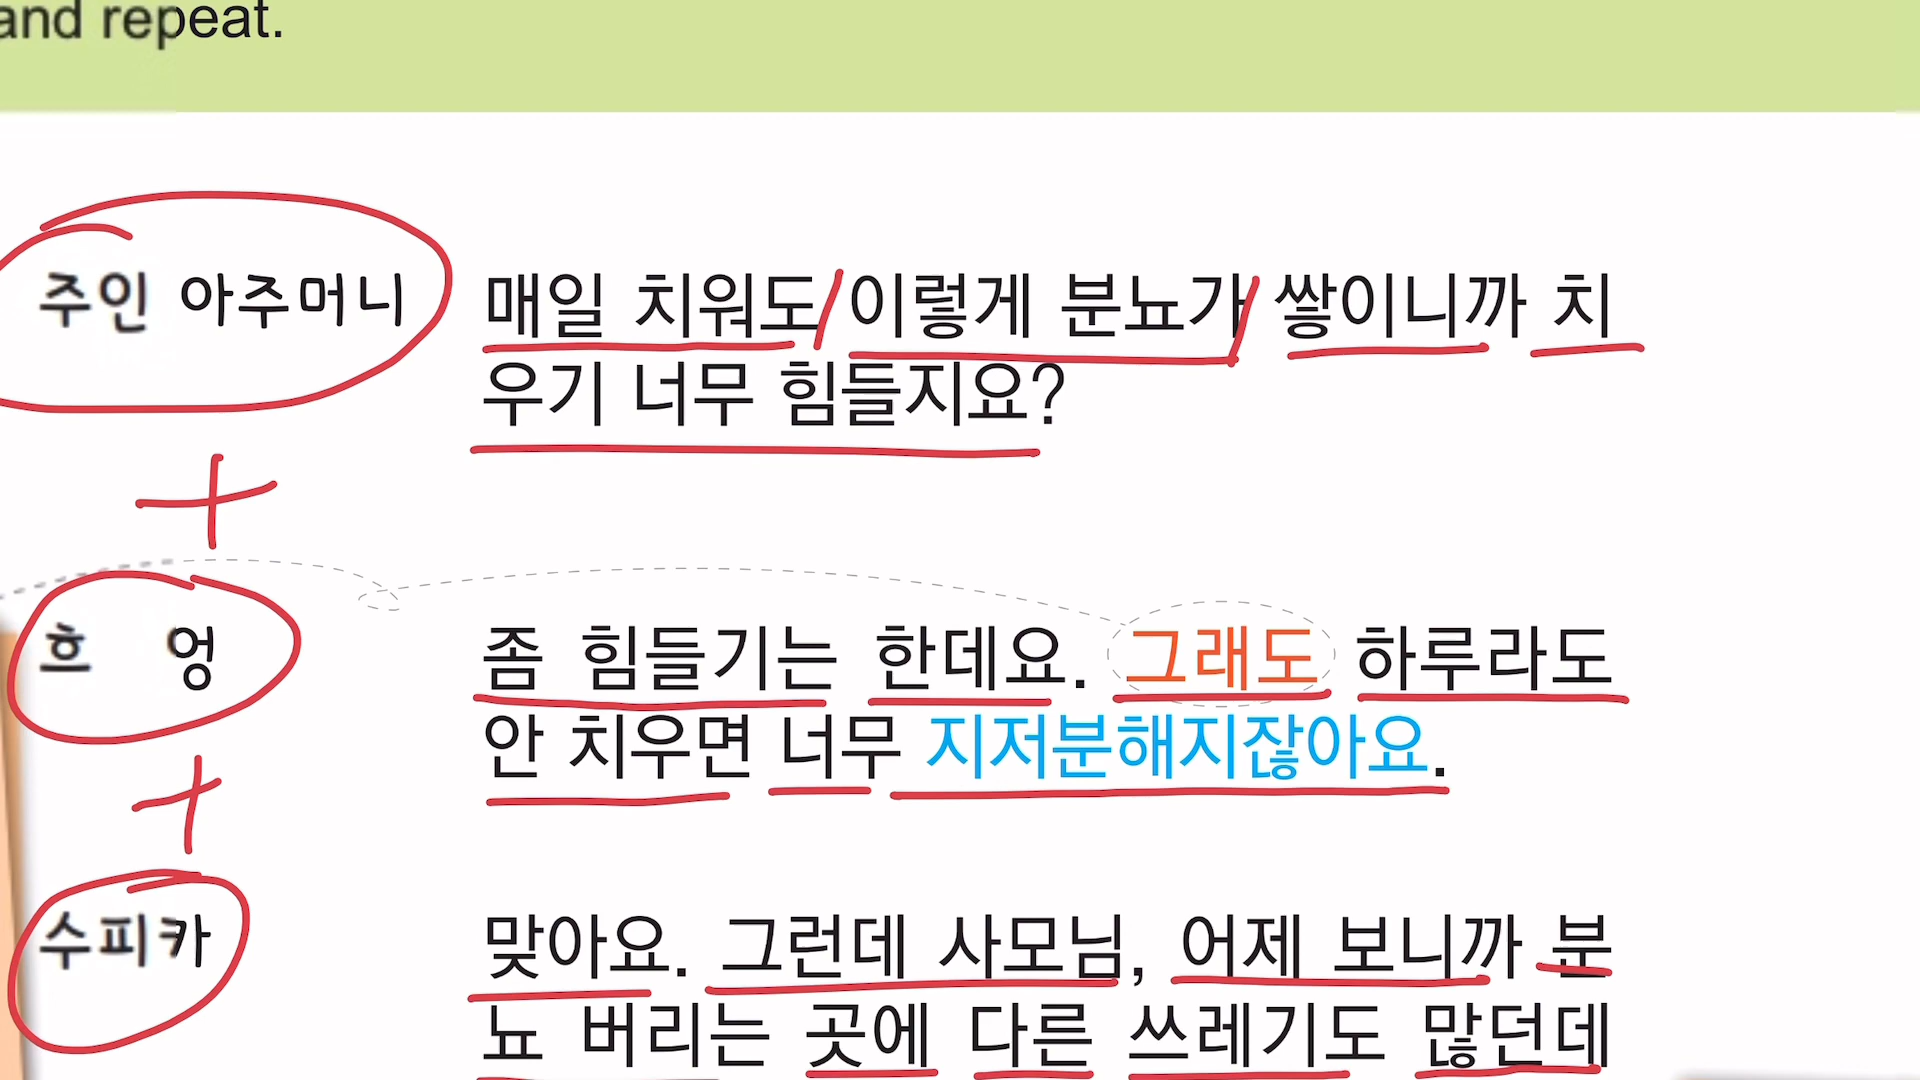 and repeat.
주인 아주머니 매일 치워도 이렇게 분뇨가 쌓이니까 치
우기 너무 힘들지요?
흐 엉 좀 힘들기는 한데요. 그래도 하루라도
안 치우면 너무 지저분해지잖아요.
수피카 맞아요. 그런데 사모님, 어제 보니까 분
뇨 버리는 곳에 다른 쓰레기도 많던데